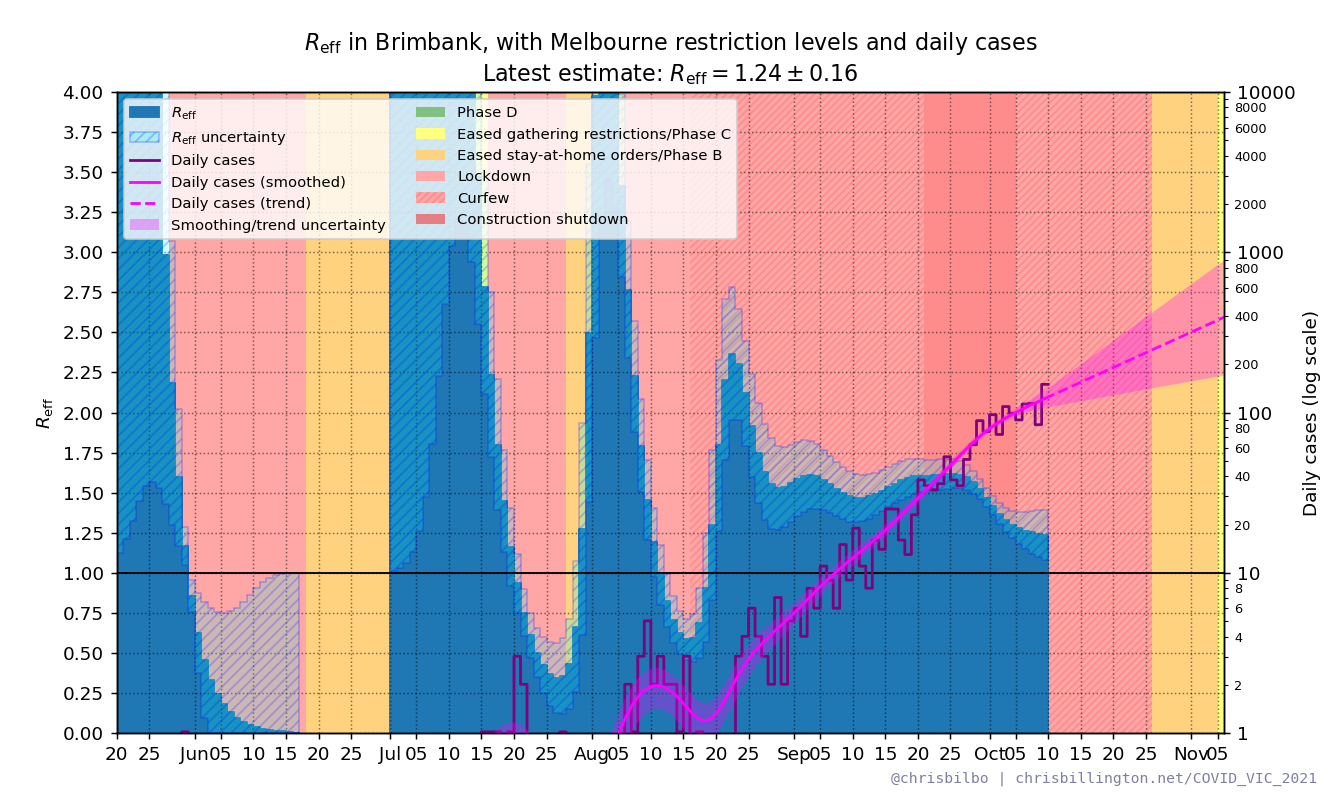 Reff in Brimbank, with Melbourne restriction levels and daily cases
Latest estimate: Reff = 1.24 ± 0.16
Reff
Reff uncertainty
Daily cases
Daily cases (smoothed)
Daily cases (trend)
Smoothing/trend uncertainty
Phase D
Eased gathering restrictions/Phase C
Eased stay-at-home orders/Phase B
Lockdown
Curfew
Construction shutdown
4.00
3.75
3.50
3.25
3.00
2.75
2.50
2.25
2.00
1.75
1.50
1.25
1.00
0.75
0.50
0.25
0.00
Reff
10000
8000
6000
4000
2000
1000
800
600
400
200
100
80
60
40
20
10
8
6
4
2
1
Daily cases (log scale)
20 25 Jun 05 10 15 20 25 Jul 05 10 15 20 25 Aug 05 10 15 20 25 Sep 05 10 15 20 25 Oct 05 10 15 20 25 Nov 05
@chrisbilbo | chrisbillington.net/COVID_VIC_2021